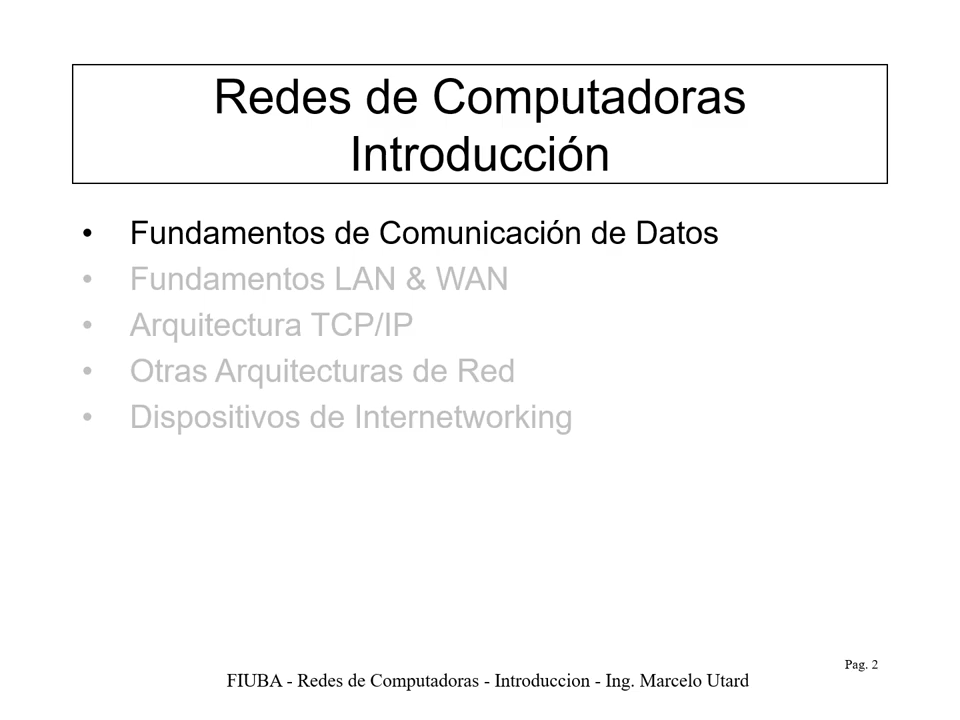 Redes de Computadoras
Introducción
• Fundamentos de Comunicación de Datos
• Fundamentos LAN & WAN
• Arquitectura TCP/IP
• Otras Arquitecturas de Red
• Dispositivos de Internetworking
Pag. 2
FIUBA - Redes de Computadoras - Introduccion - Ing. Marcelo Utard